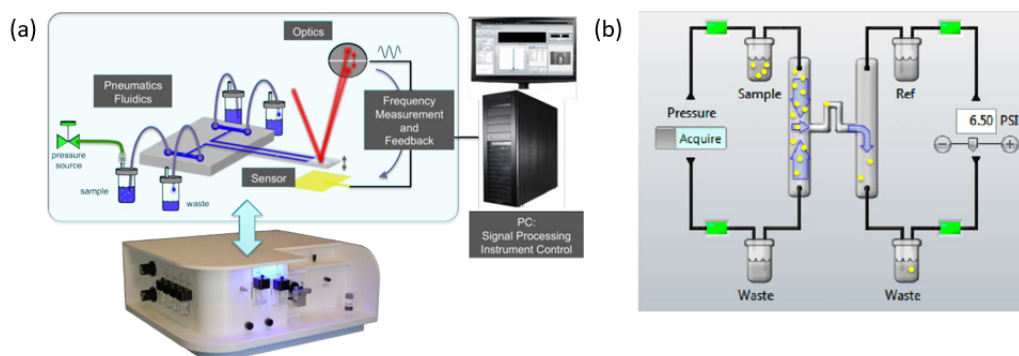 (a)
Optics
Pneumatics
Fluidics
Frequency
Measurement
and
Feedback
pressure
source
sample
waste
Sensor
PC:
Signal Processing
Instrument Control
(b)
Sample
Ref
Pressure
Acquire
6.50 PSI
Waste
Waste